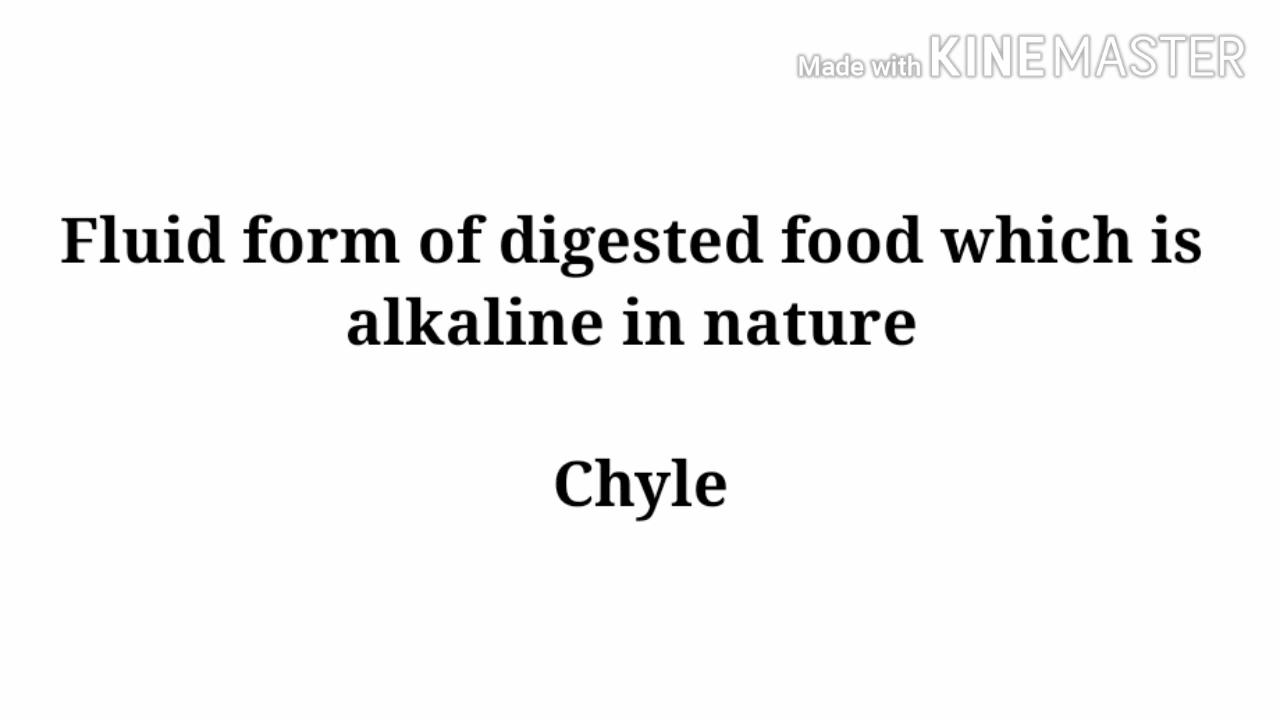 Made with KINEMASTER
Fluid form of digested food which is
alkaline in nature
Chyle